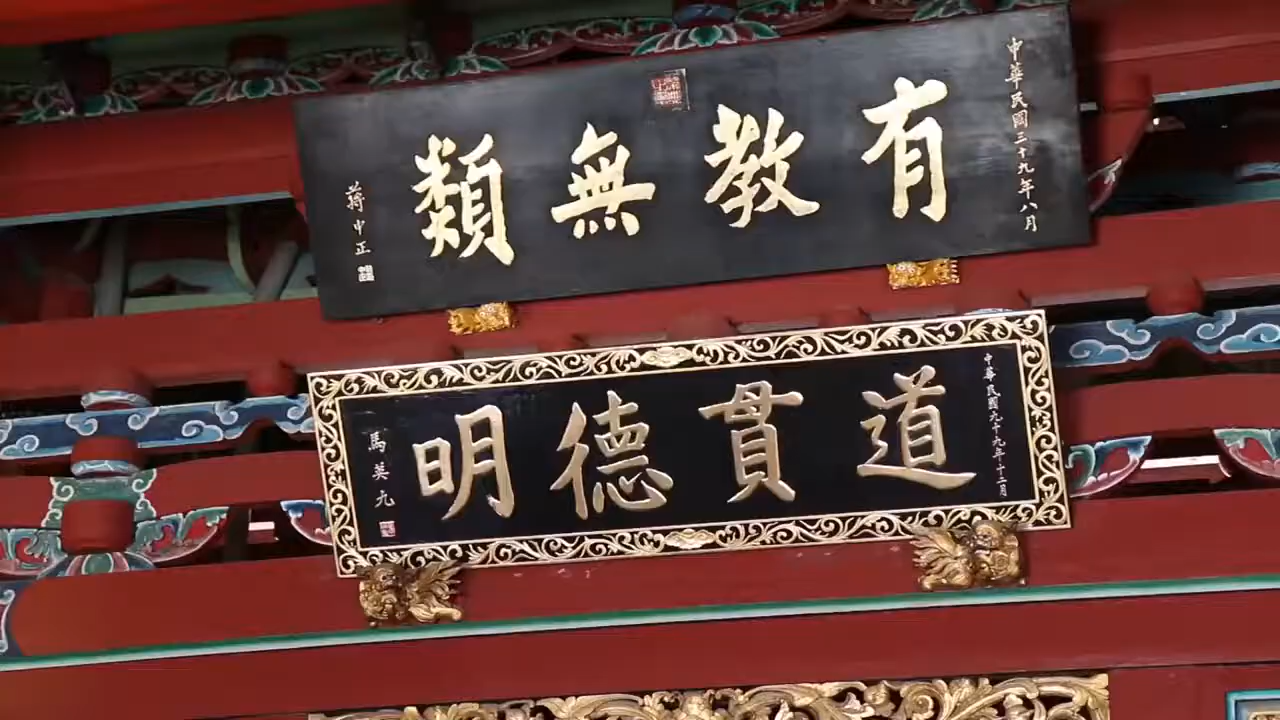 中華民國三十九年八月
有教無類
蔣中正
中華民國九十九年十二月
道貫德明
馬英九